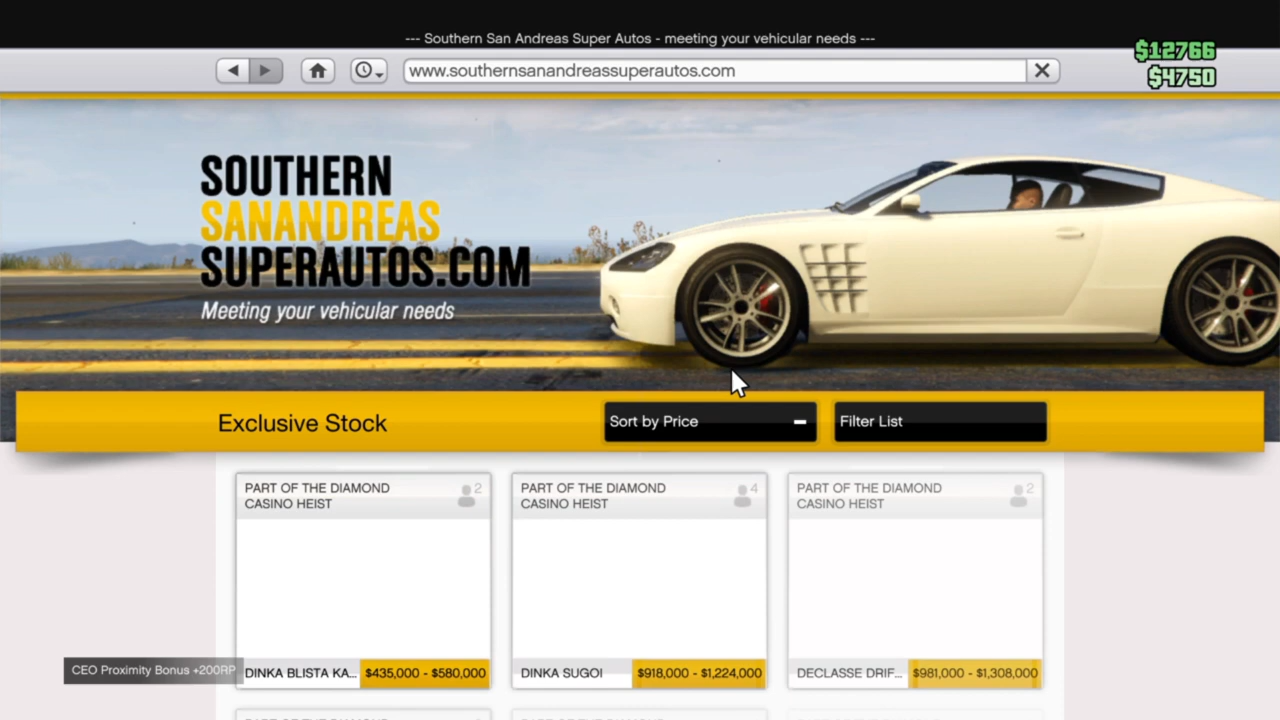 --- Southern San Andreas Super Autos - meeting your vehicular needs ---
www.southernsanandreassuperautos.com
$12766
$4750
SOUTHERN
SANANDREAS
SUPERAUTOS.COM
Meeting your vehicular needs
Exclusive Stock
Sort by Price
Filter List
PART OF THE DIAMOND
CASINO HEIST
2
PART OF THE DIAMOND
CASINO HEIST
4
PART OF THE DIAMOND
CASINO HEIST
2
CEO Proximity Bonus +200RP
DINKA BLISTA KA... $435,000 - $580,000
DINKA SUGOI $918,000 - $1,224,000
DECLASSE DRIF... $981,000 - $1,308,000